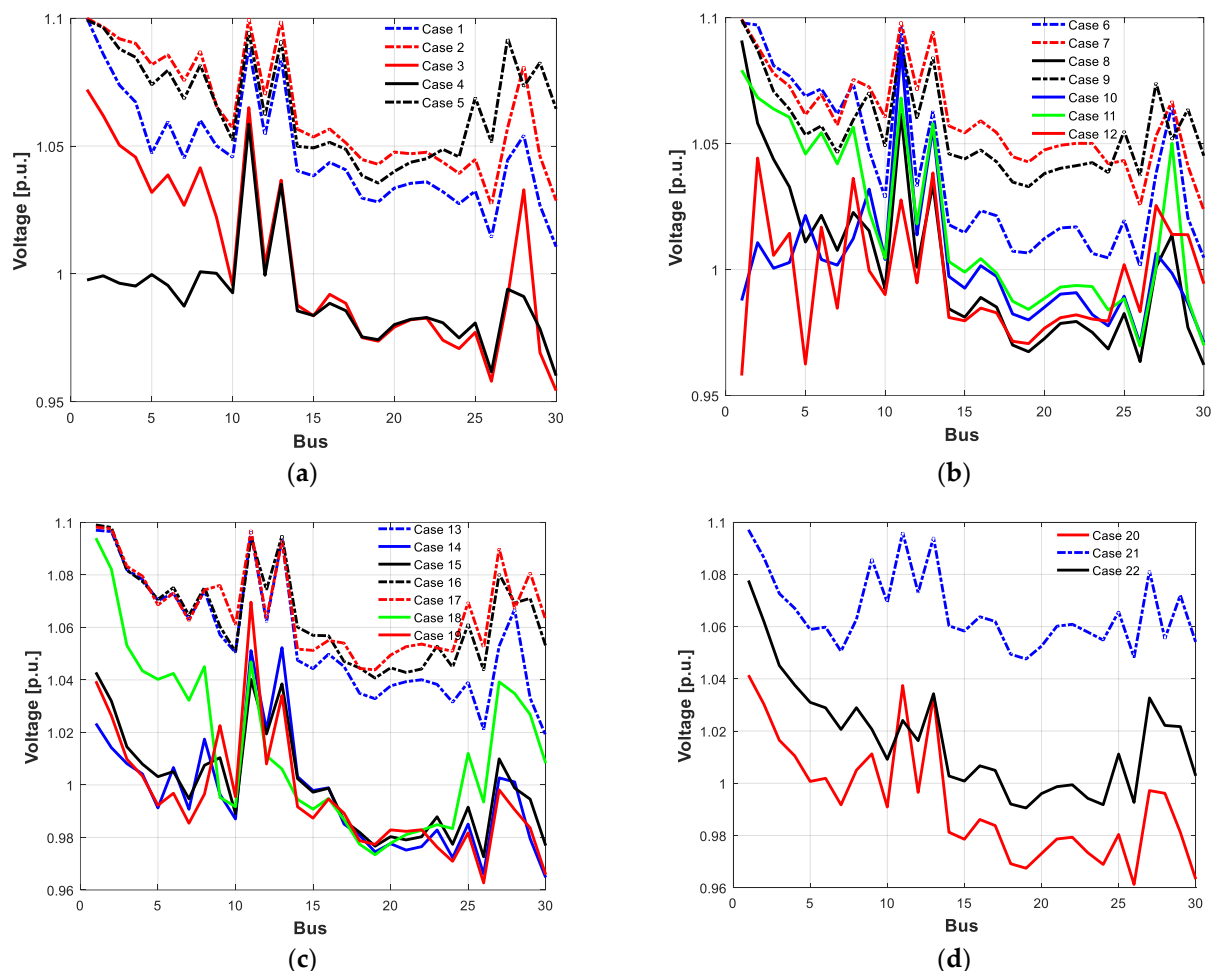 1.1
1.05
1
0.95
Voltage [p.u.]
Case 1
Case 2
Case 3
Case 4
Case 5
0 5 10 15 20 25 30
Bus
(a)
1.1
1.05
1
0.95
Voltage [p.u.]
Case 6
Case 7
Case 8
Case 9
Case 10
Case 11
Case 12
0 5 10 15 20 25 30
Bus
(b)
1.1
1.08
1.06
1.04
1.02
1
0.98
0.96
Voltage [p.u.]
Case 13
Case 14
Case 15
Case 16
Case 17
Case 18
Case 19
0 5 10 15 20 25 30
Bus
(c)
1.1
1.08
1.06
1.04
1.02
1
0.98
0.96
Voltage [p.u.]
Case 20
Case 21
Case 22
0 5 10 15 20 25 30
Bus
(d)